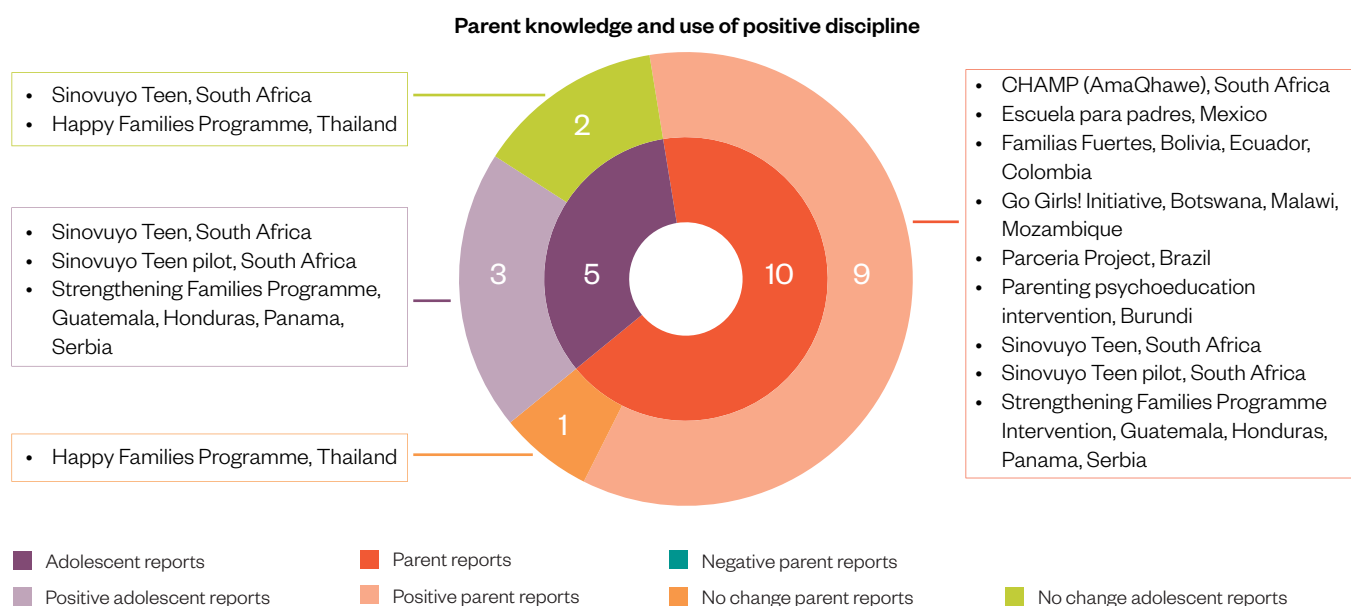 Parent knowledge and use of positive discipline
• Sinovuyo Teen, South Africa
• Happy Families Programme, Thailand
• Sinovuyo Teen, South Africa
• Sinovuyo Teen pilot, South Africa
• Strengthening Families Programme,
Guatemala, Honduras, Panama,
Serbia
• Happy Families Programme, Thailand
2
3
5
10
9
1
• CHAMP (AmaQhawe), South Africa
• Escuela para padres, Mexico
• Familias Fuertes, Bolivia, Ecuador,
Colombia
• Go Girls! Initiative, Botswana, Malawi,
Mozambique
• Parceria Project, Brazil
• Parenting psychoeducation
intervention, Burundi
• Sinovuyo Teen, South Africa
• Sinovuyo Teen pilot, South Africa
• Strengthening Families Programme
Intervention, Guatemala, Honduras,
Panama, Serbia
Adolescent reports
Parent reports
Negative parent reports
Positive adolescent reports
Positive parent reports
No change parent reports
No change adolescent reports